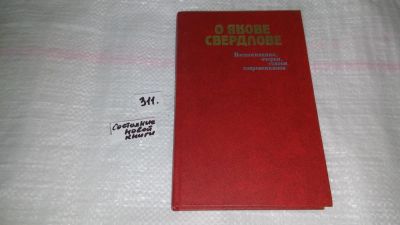 О ЯКОВЕ
СВЕРДЛОВЕ
Воспоминания,
очерки,
статьи
современников
311.
Состояние
новой
книги